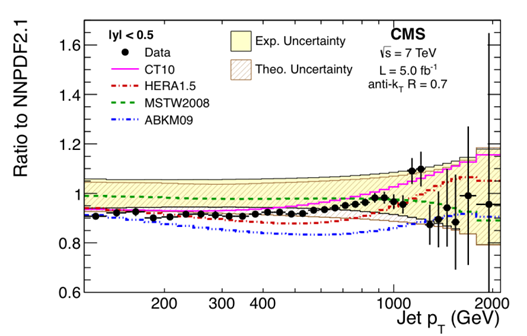 Ratio to NNPDF2.1
1.6
1.4
1.2
1
0.8
0.6
|y| < 0.5
Data
CT10
HERA1.5
MSTW2008
ABKM09
Exp. Uncertainty
Theo. Uncertainty
CMS
√s = 7 TeV
L = 5.0 fb⁻¹
anti-k_T R = 0.7
200 300 400 1000 2000
Jet p_T (GeV)